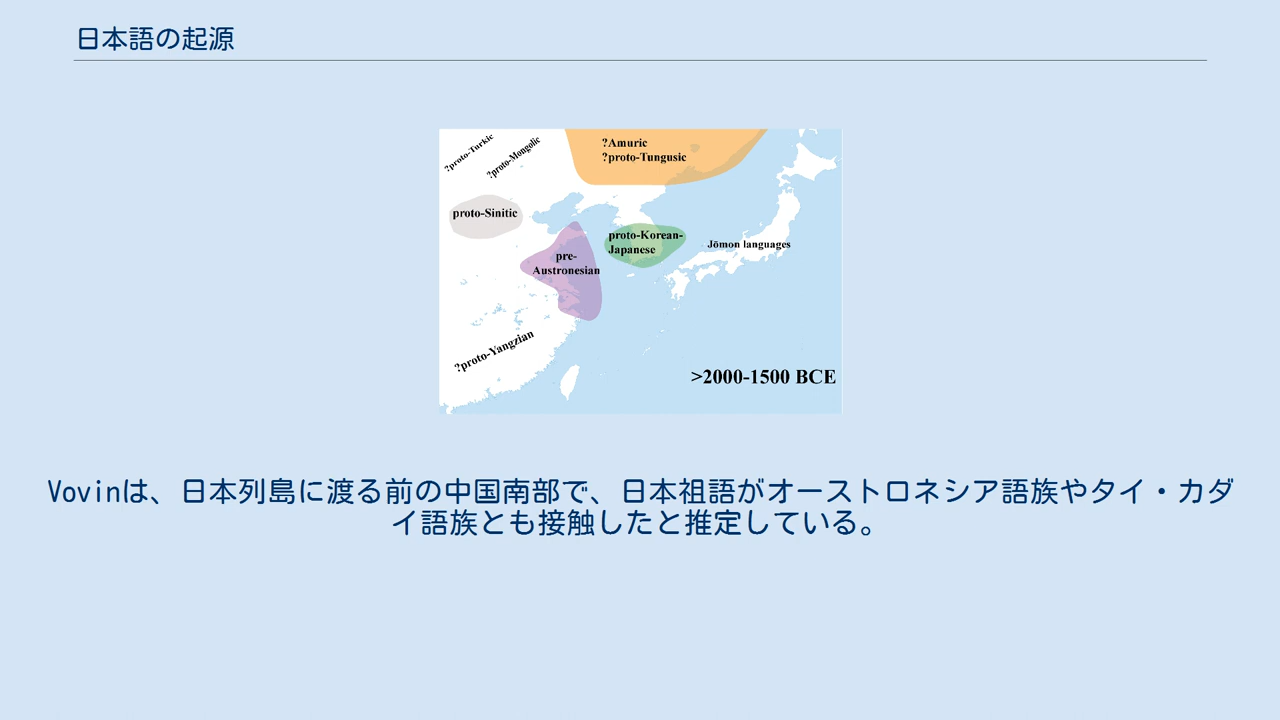 日本語の起源
?proto-Turkic
?proto-Mongolic
?Amuric
?proto-Tungusic
proto-Sinitic
proto-Korean-
Japanese
Jōmon languages
pre-
Austronesian
?proto-Yangzian
>2000-1500 BCE
Vovinは、日本列島に渡る前の中国南部で、日本祖語がオーストロネシア語族やタイ・カダ
イ語族とも接触したと推定している。